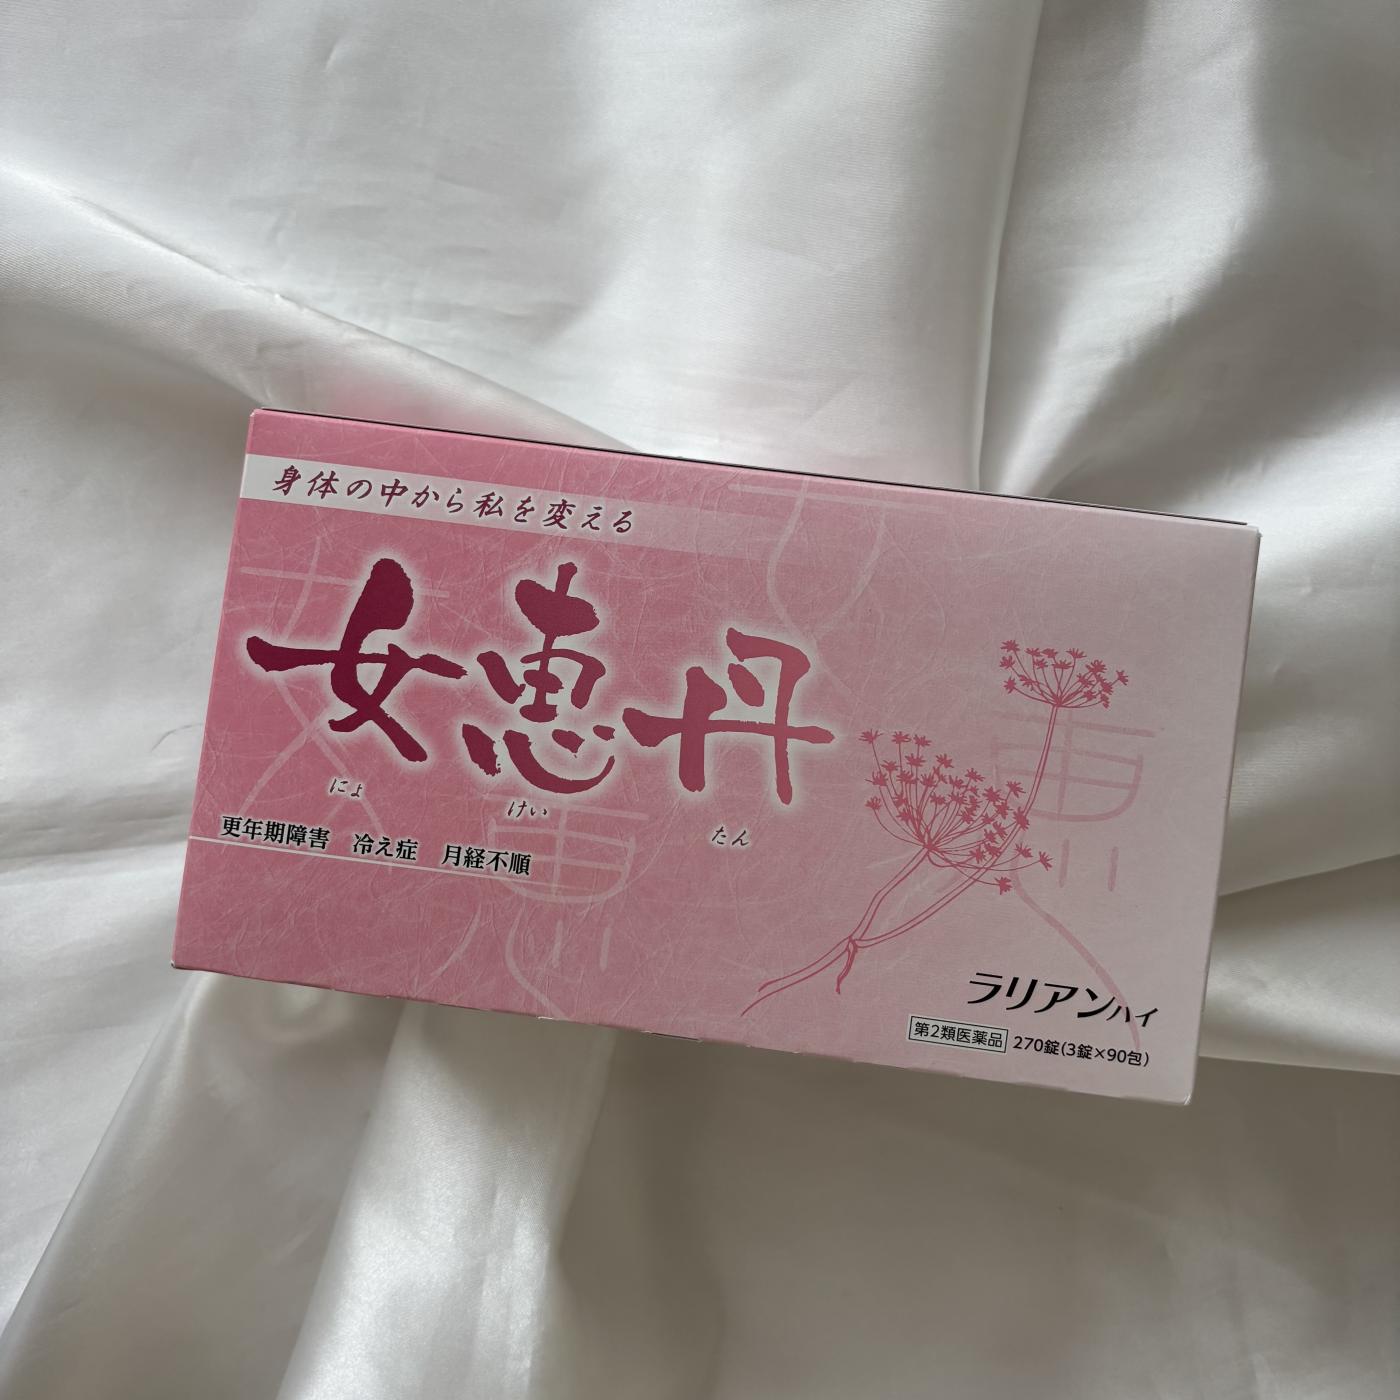 身体の中から私を変える
女恵丹
にょ けい たん
更年期障害 冷え症 月経不順
ラリアンハイ
第2類医薬品 270錠(3錠×90包)